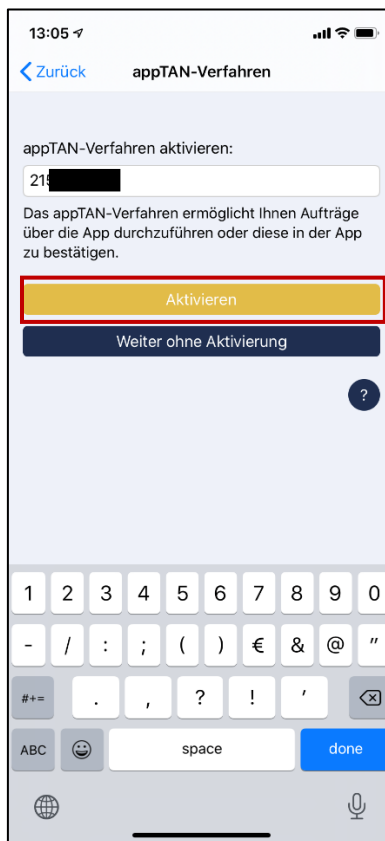 13:05
Zurück appTAN-Verfahren
appTAN-Verfahren aktivieren:
215
Das appTAN-Verfahren ermöglicht Ihnen Aufträge
über die App durchzuführen oder diese in der App
zu bestätigen.
Aktivieren
Weiter ohne Aktivierung
?
1 2 3 4 5 6 7 8 9 0
- / : ; ( ) € & @ "
#+= . , ? ! '
ABC space done